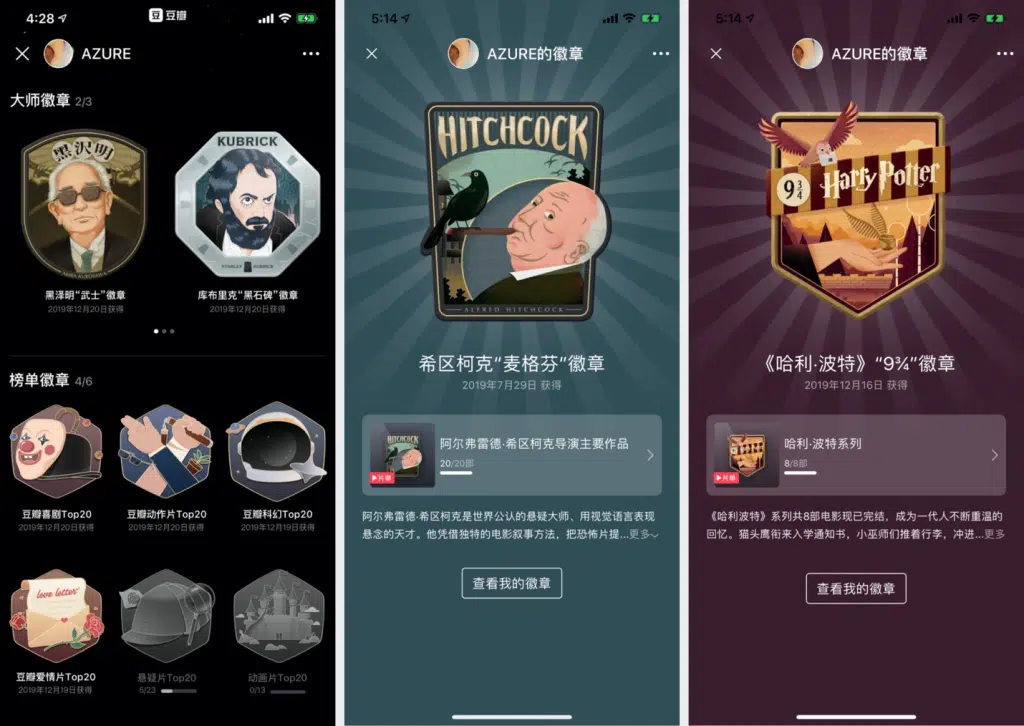 4:28
豆 豆瓣
AZURE
大师徽章 2/3
黒沢明
AKIRA KUROSAWA
KUBRICK
STANLEY KUBRICK
黑泽明“武士”徽章
2019年12月20日获得
库布里克“黑石碑”徽章
2019年12月20日获得
榜单徽章 4/6
豆瓣喜剧Top20
2019年12月20日获得
豆瓣动作片Top20
2019年12月20日获得
豆瓣科幻Top20
2019年12月19日获得
love letter
豆瓣爱情片Top20
2019年12月19日获得
悬疑片Top20
5/23
动画片Top20
0/13
5:14
AZURE的徽章
HITCHCOCK
ALFRED HITCHCOCK
希区柯克“麦格芬”徽章
2019年7月29日 获得
HITCHCOCK
片单
阿尔弗雷德·希区柯克导演主要作品
20/20部
阿尔弗雷德·希区柯克是世界公认的悬疑大师、用视觉语言表现
悬念的天才。他凭借独特的电影叙事方法，把恐怖片提...更多
查看我的徽章
5:14
AZURE的徽章
9¾
Harry Potter
《哈利·波特》“9¾”徽章
2019年12月16日 获得
片单
哈利·波特系列
8/8部
《哈利波特》系列共8部电影现已完结，成为一代人不断重温的
回忆。猫头鹰衔来入学通知书，小巫师们推着行李，冲进...更多
查看我的徽章